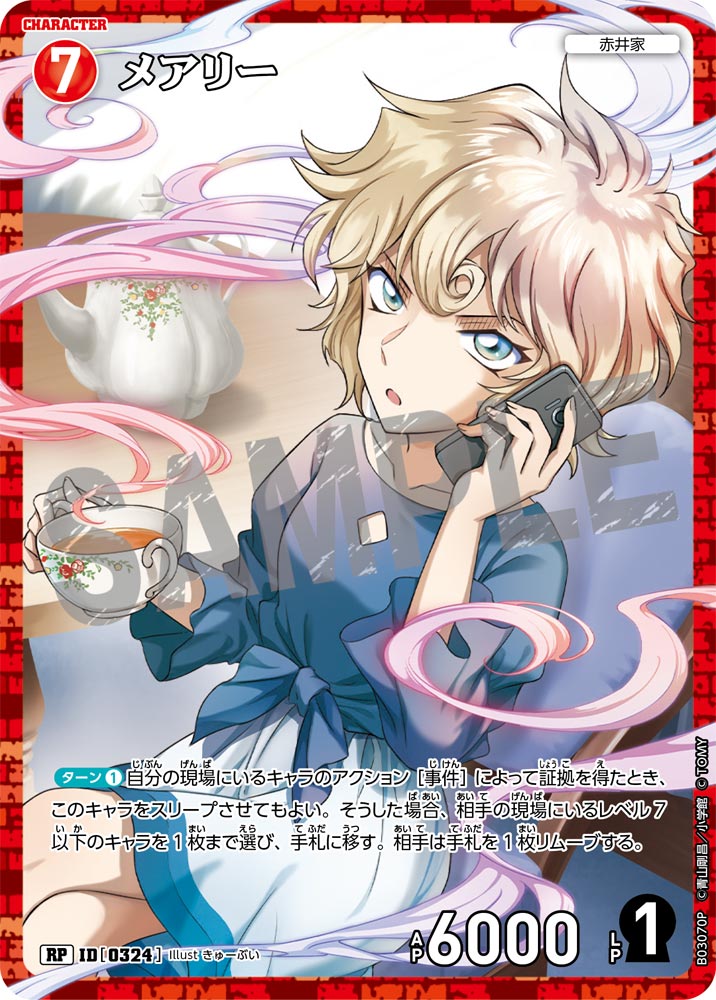 CHARACTER
7
メアリー
赤井家
SAMPLE
ターン1 自分の現場にいるキャラのアクション［事件］によって証拠を得たとき、
このキャラをスリープさせてもよい。そうした場合、相手の現場にいるレベル7
以下のキャラを1枚まで選び、手札に移す。相手は手札を1枚リムーブする。
RP ID[0324] Illust きゅーぶい
AP 6000 LP 1
B03070P ©青山剛昌／小学館 ©TOMY